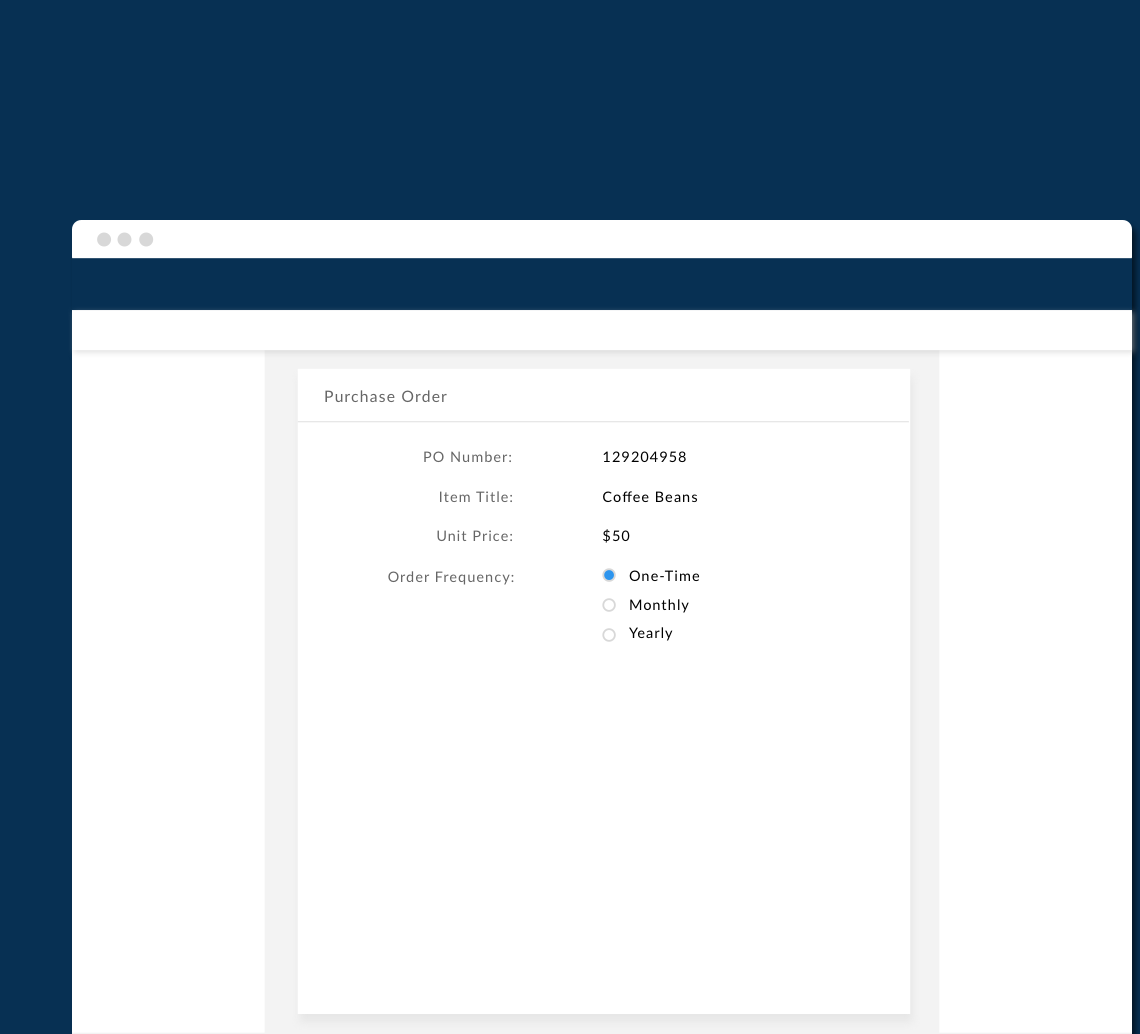 Purchase Order
PO Number: 129204958
Item Title: Coffee Beans
Unit Price: $50
Order Frequency: One-Time
Monthly
Yearly